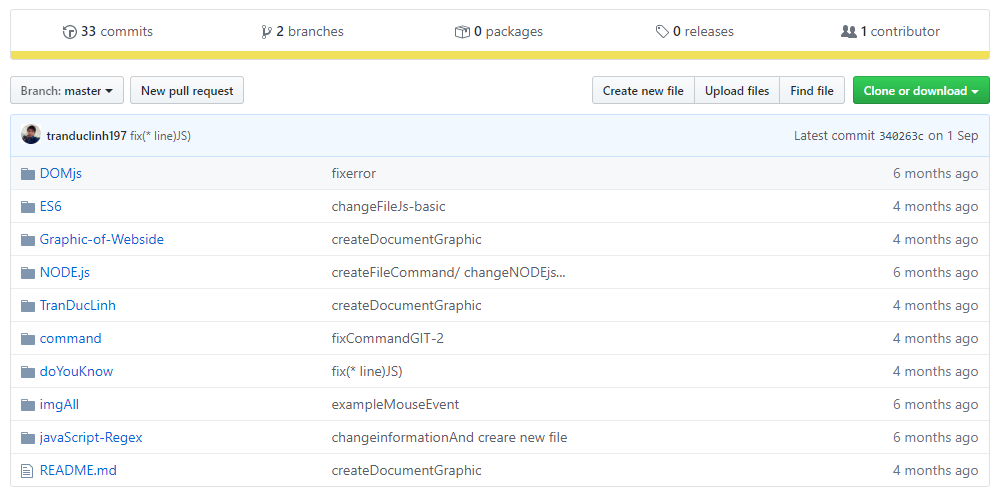 33 commits 2 branches 0 packages 0 releases 1 contributor
Branch: master New pull request Create new file Upload files Find file Clone or download
tranduclinh197 fix(* line)JS) Latest commit 340263c on 1 Sep
DOMjs fixerror 6 months ago
ES6 changeFileJs-basic 4 months ago
Graphic-of-Webside createDocumentGraphic 4 months ago
NODE.js createFileCommand/ changeNODEjs... 6 months ago
TranDucLinh createDocumentGraphic 4 months ago
command fixCommandGIT-2 4 months ago
doYouKnow fix(* line)JS) 4 months ago
imgAll exampleMouseEvent 6 months ago
javaScript-Regex changeinformationAnd creare new file 6 months ago
README.md createDocumentGraphic 4 months ago